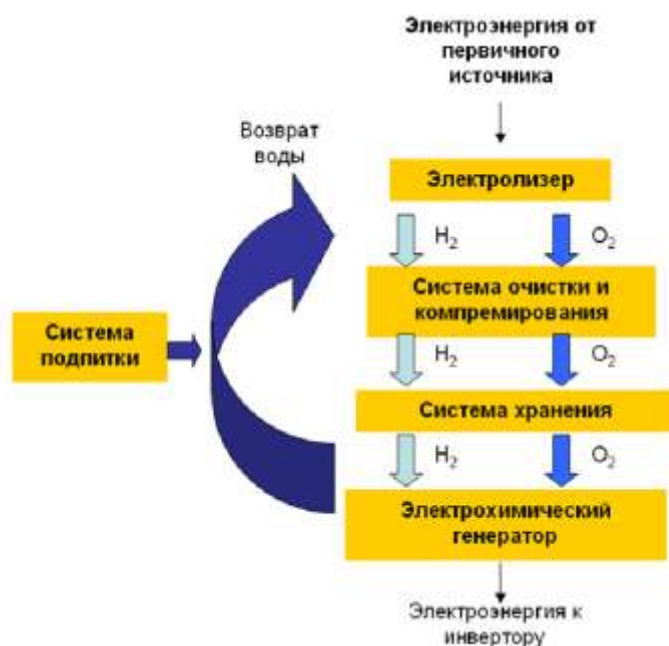 Электроэнергия от
первичного
источника
Возврат
воды
Электролизер
H₂
O₂
Система очистки и
компремирования
Система
подпитки
H₂
O₂
Система хранения
H₂
O₂
Электрохимический
генератор
Электроэнергия к
инвертору